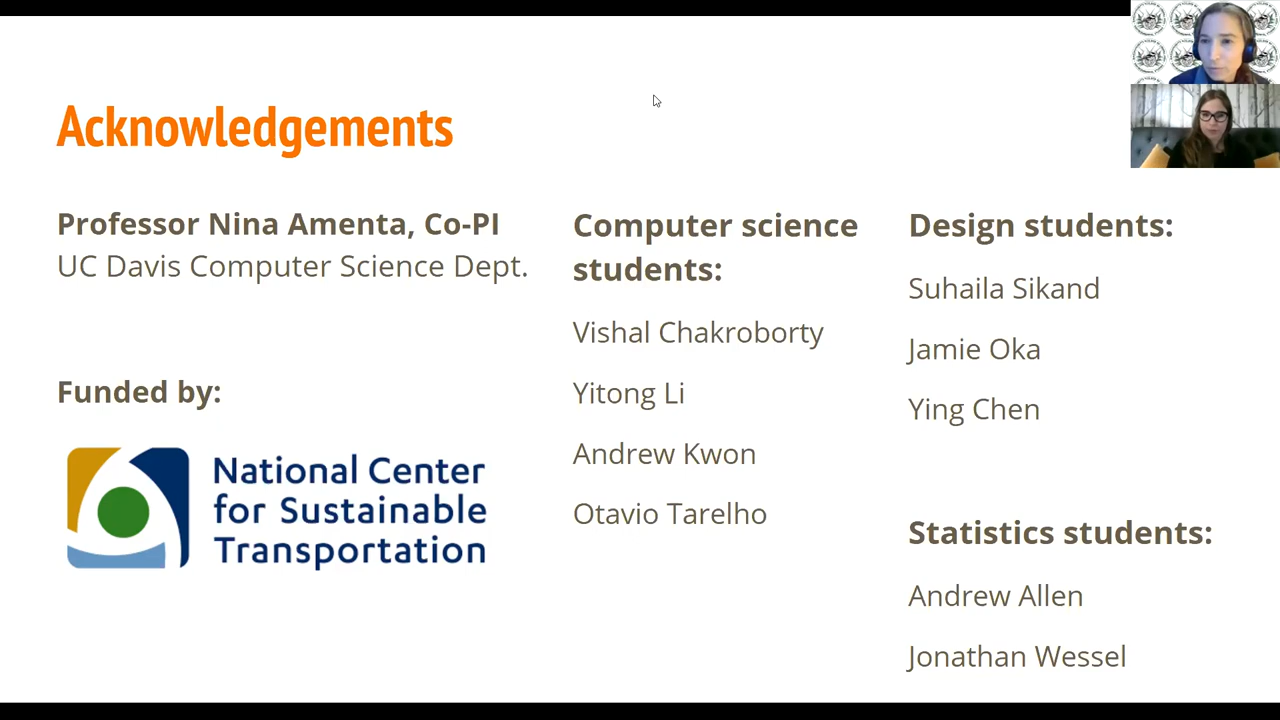 Acknowledgements
Professor Nina Amenta, Co-PI
UC Davis Computer Science Dept.
Funded by:
National Center
for Sustainable
Transportation
Computer science
students:
Vishal Chakroborty
Yitong Li
Andrew Kwon
Otavio Tarelho
Design students:
Suhaila Sikand
Jamie Oka
Ying Chen
Statistics students:
Andrew Allen
Jonathan Wessel